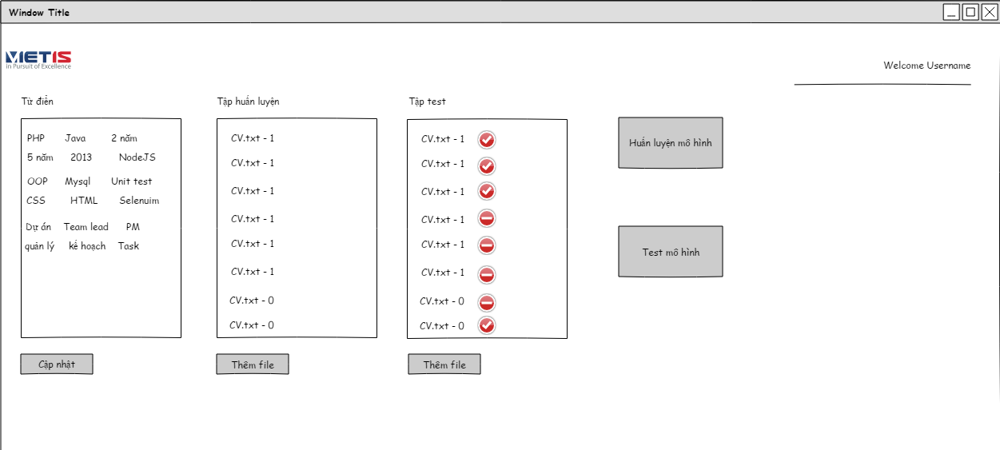 Window Title
VIETIS
in Pursuit of Excellence
Welcome Username
Từ điển
PHP Java 2 năm
5 năm 2013 NodeJS
OOP Mysql Unit test
CSS HTML Selenuim
Dự án Team lead PM
quản lý kế hoạch Task
Cập nhật
Tập huấn luyện
CV.txt - 1
CV.txt - 1
CV.txt - 1
CV.txt - 1
CV.txt - 1
CV.txt - 1
CV.txt - 0
CV.txt - 0
Thêm file
Tập test
CV.txt - 1
CV.txt - 1
CV.txt - 1
CV.txt - 1
CV.txt - 1
CV.txt - 1
CV.txt - 0
CV.txt - 0
Thêm file
Huấn luyện mô hình
Test mô hình